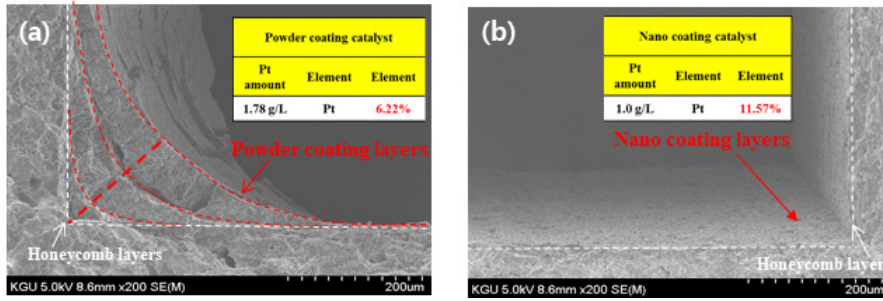 (a)
Powder coating catalyst
Pt amount Element Element
1.78 g/L Pt 6.22%
Powder coating layers
Honeycomb layers
KGU 5.0kV 8.6mm x200 SE(M) 200um
(b)
Nano coating catalyst
Pt amount Element Element
1.0 g/L Pt 11.57%
Nano coating layers
Honeycomb layer
KGU 5.0kV 8.6mm x200 SE(M) 200um